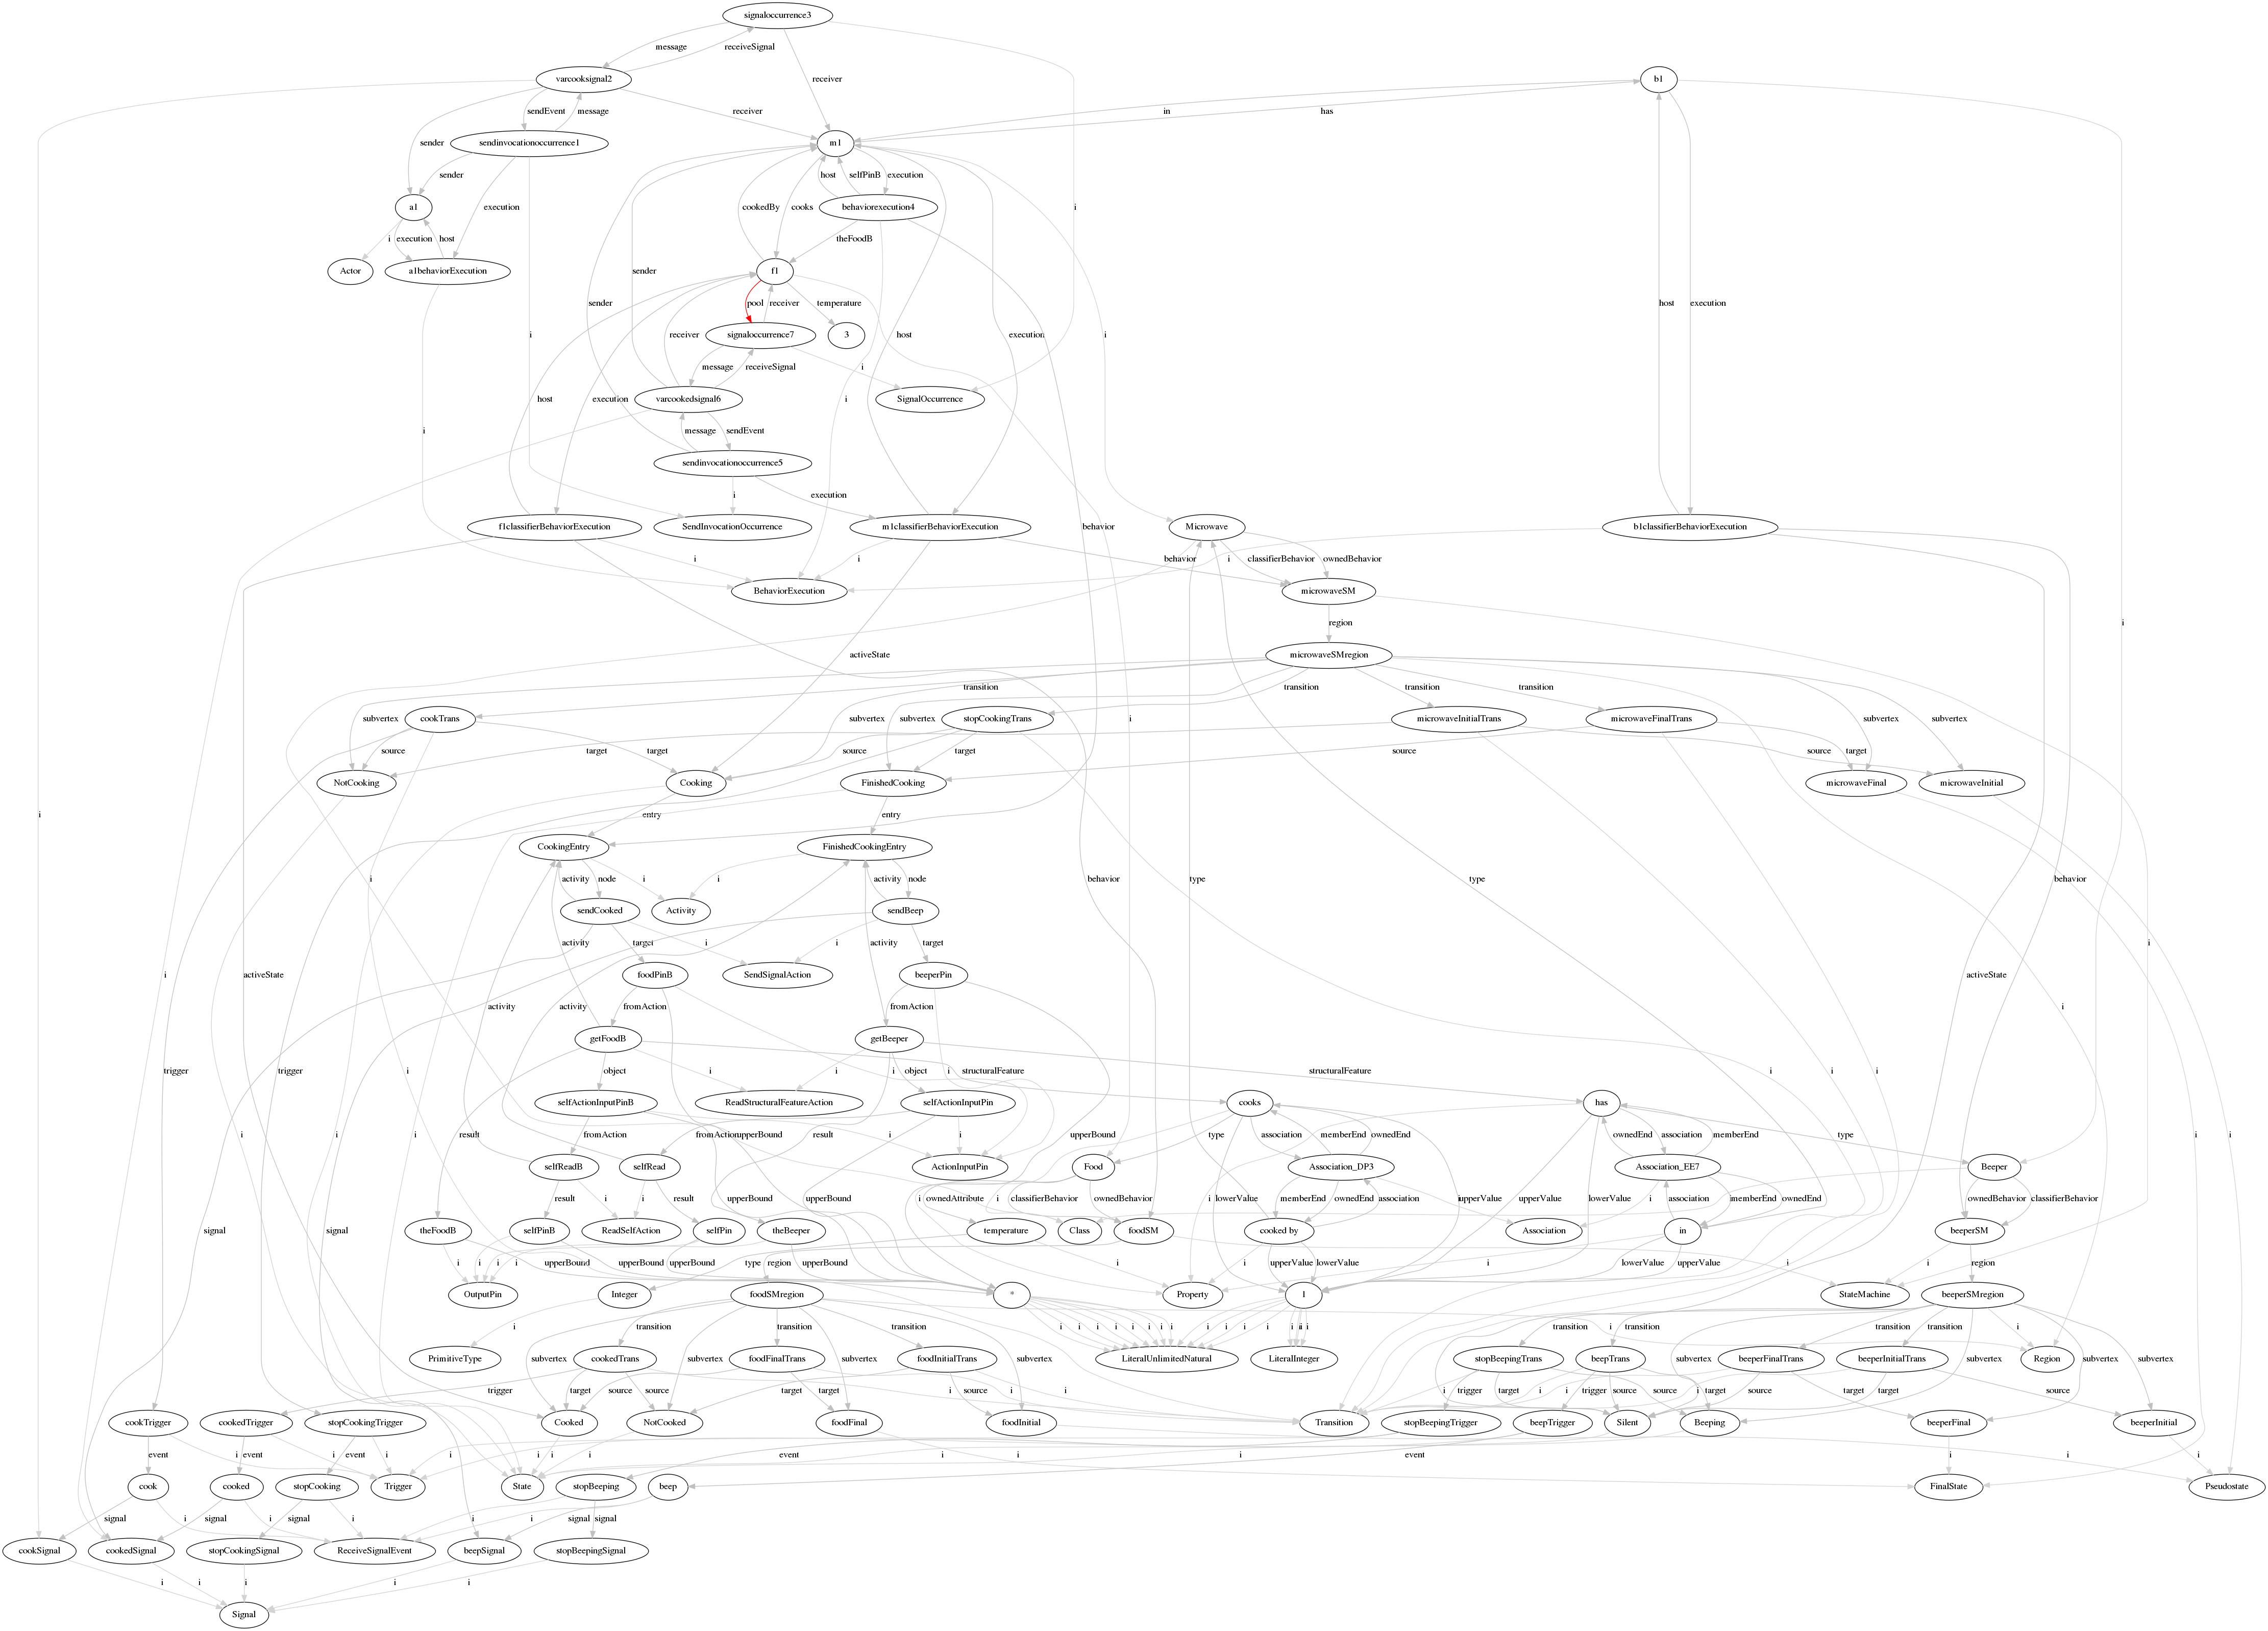 signaloccurrence3
message
receiveSignal
varcooksignal2
receiver
b1
sendEvent
message
receiver
in
has
sender
sendinvocationoccurrence1
m1
sender
host
selfPinB
execution
a1
execution
cookedBy
cooks
behaviorexecution4
i
i
execution
host
theFoodB
Actor
a1behaviorExecution
f1
sender
sender
host
execution
pool
receiver
temperature
host
execution
i
signaloccurrence7
3
receiver
host
execution
i
message
receiveSignal
i
host
execution
varcookedsignal6
SignalOccurrence
i
i
message
sendEvent
sendinvocationoccurrence5
i
execution
f1classifierBehaviorExecution
SendInvocationOccurrence
m1classifierBehaviorExecution
behavior
Microwave
b1classifierBehaviorExecution
i
i
behavior
classifierBehavior
ownedBehavior
i
BehaviorExecution
microwaveSM
region
activeState
microwaveSMregion
transition
transition
transition
transition
subvertex
cookTrans
subvertex
subvertex
stopCookingTrans
i
microwaveInitialTrans
microwaveFinalTrans
subvertex
subvertex
source
target
target
source
target
source
source
target
NotCooking
Cooking
FinishedCooking
microwaveFinal
microwaveInitial
i
entry
entry
CookingEntry
FinishedCookingEntry
i
activity
node
i
i
activity
node
type
type
behavior
behavior
sendCooked
Activity
sendBeep
target
i
activity
activity
i
target
i
activeState
foodPinB
SendSignalAction
beeperPin
activeState
activity
activity
fromAction
fromAction
i
getFoodB
getBeeper
trigger
trigger
i
object
i
i
structuralFeature
i
object
i
structuralFeature
i
i
i
selfActionInputPinB
ReadStructuralFeatureAction
selfActionInputPin
cooks
has
result
fromAction
fromAction
upperBound
result
i
i
upperBound
type
association
memberEnd
ownedEnd
ownedEnd
association
memberEnd
type
selfReadB
selfRead
ActionInputPin
Food
Association_DP3
Association_EE7
Beeper
signal
signal
result
i
i
result
upperBound
upperBound
i
ownedAttribute
i
classifierBehavior
ownedBehavior
lowerValue
memberEnd
ownedEnd
association
upperValue
i
upperValue
lowerValue
i
association
memberEnd
ownedEnd
ownedBehavior
classifierBehavior
theFoodB
selfPinB
ReadSelfAction
selfPin
theBeeper
temperature
Class
foodSM
cooked by
Association
in
beeperSM
i
i
i
i
upperBound
upperBound
upperBound
upperBound
type
region
i
i
upperValue
lowerValue
i
lowerValue
upperValue
i
i
region
OutputPin
Integer
foodSMregion
*
Property
1
StateMachine
beeperSMregion
i
subvertex
transition
subvertex
transition
subvertex
transition
subvertex
i
i
i
i
i
i
i
i
i
i
i
i
i
transition
transition
transition
transition
subvertex
subvertex
i
i
subvertex
subvertex
PrimitiveType
cookedTrans
foodFinalTrans
foodInitialTrans
LiteralUnlimitedNatural
LiteralInteger
stopBeepingTrans
beepTrans
beeperFinalTrans
beeperInitialTrans
Region
trigger
target
source
source
target
target
source
i
i
i
i
trigger
target
source
i
trigger
source
target
i
i
source
target
target
source
cookTrigger
cookedTrigger
stopCookingTrigger
Cooked
NotCooked
foodFinal
foodInitial
Transition
stopBeepingTrigger
beepTrigger
Silent
Beeping
beeperFinal
beeperInitial
event
i
event
i
event
i
i
i
i
event
i
i
event
i
i
i
i
i
cook
cooked
stopCooking
Trigger
State
stopBeeping
beep
FinalState
Pseudostate
signal
i
signal
i
signal
i
i
i
signal
signal
cookSignal
cookedSignal
stopCookingSignal
ReceiveSignalEvent
beepSignal
stopBeepingSignal
i
i
i
i
i
Signal